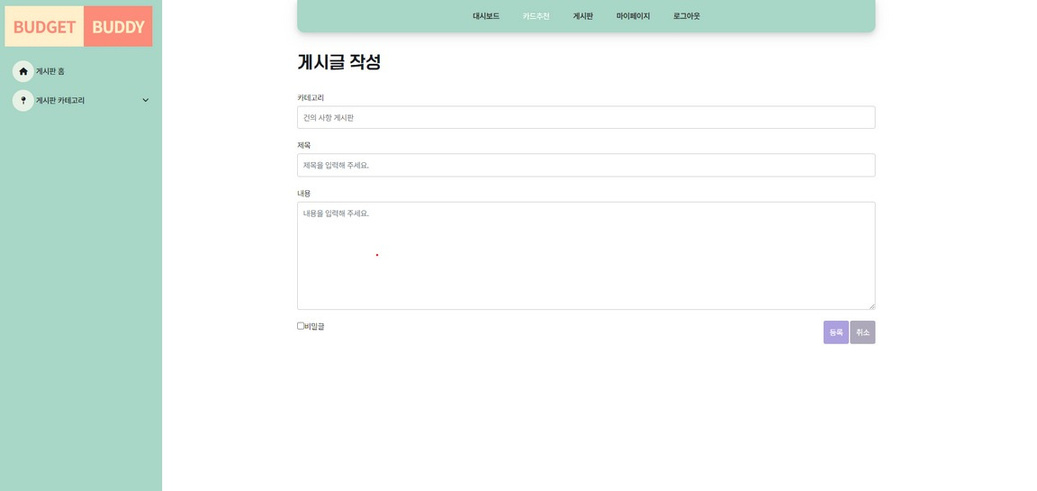 BUDGET BUDDY
게시판 홈
게시판 카테고리
대시보드 카드추천 게시판 마이페이지 로그아웃
게시글 작성
카테고리
건의 사항 게시판
제목
제목을 입력해 주세요.
내용
내용을 입력해 주세요.
비밀글
등록 취소